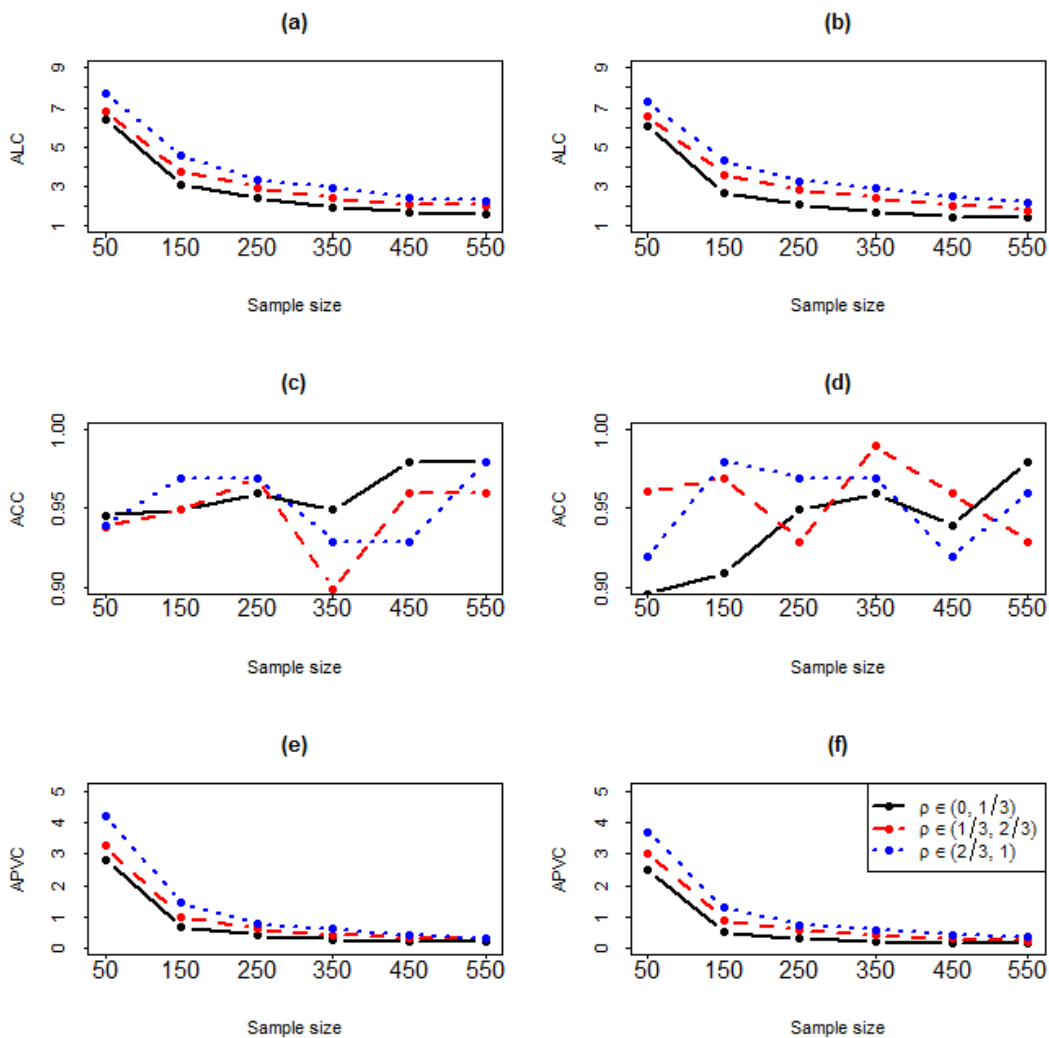 (a)
ALC
9
7
5
3
1
50 150 250 350 450 550
Sample size
(b)
ALC
9
7
5
3
1
50 150 250 350 450 550
Sample size
(c)
ACC
1.00
0.95
0.90
50 150 250 350 450 550
Sample size
(d)
ACC
1.00
0.95
0.90
50 150 250 350 450 550
Sample size
(e)
APVC
5
4
3
2
1
0
50 150 250 350 450 550
Sample size
(f)
APVC
5
4
3
2
1
0
ρ ∈ (0, 1/3)
ρ ∈ (1/3, 2/3)
ρ ∈ (2/3, 1)
50 150 250 350 450 550
Sample size